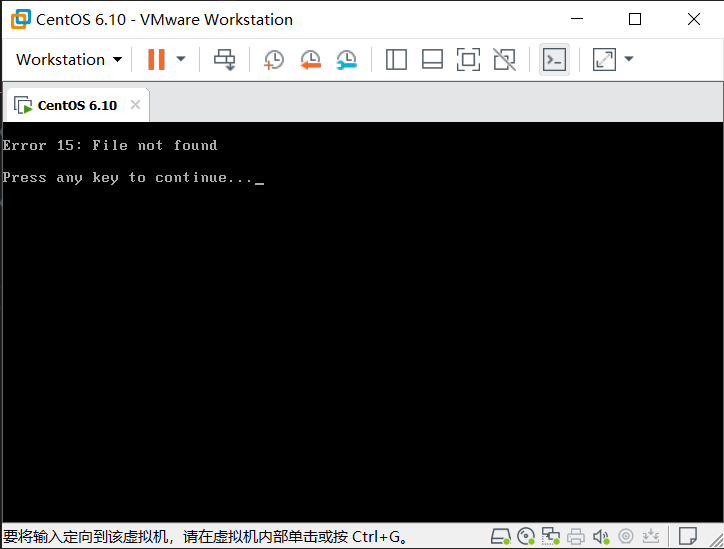 CentOS 6.10 - VMware Workstation
Workstation
CentOS 6.10
Error 15: File not found
Press any key to continue..._
要将输入定向到该虚拟机，请在虚拟机内部单击或按 Ctrl+G。